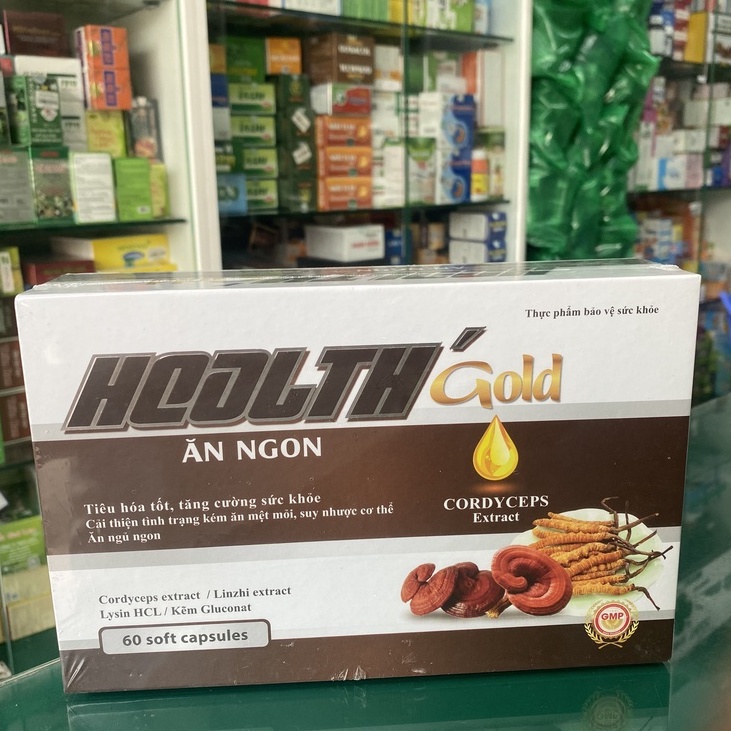 Thực phẩm bảo vệ sức khỏe
HEALTH' Gold
ĂN NGON
Tiêu hóa tốt, tăng cường sức khỏe
Cải thiện tình trạng kém ăn mệt mỏi, suy nhược cơ thể
Ăn ngủ ngon
CORDYCEPS
Extract
Cordyceps extract / Linzhi extract
Lysin HCL / Kẽm Gluconat
60 soft capsules
GMP